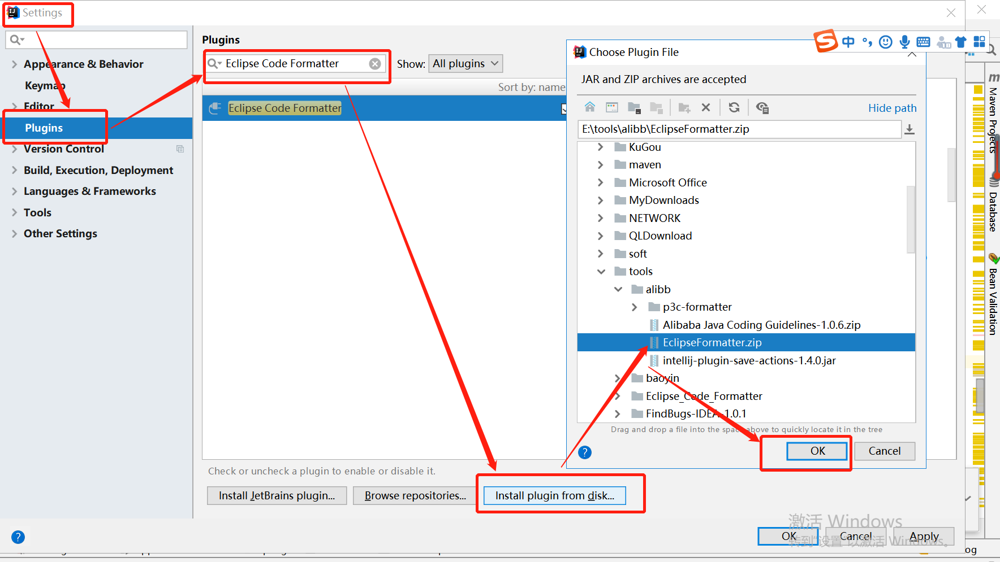 Settings
Appearance & Behavior
Keymap
Editor
Plugins
Version Control
Build, Execution, Deployment
Languages & Frameworks
Tools
Other Settings
Plugins
Eclipse Code Formatter
Show: All plugins
Sort by: name
Eclipse Code Formatter
Check or uncheck a plugin to enable or disable it.
Install JetBrains plugin...
Browse repositories...
Install plugin from disk...
Choose Plugin File
JAR and ZIP archives are accepted
Hide path
E:\tools\alibb\EclipseFormatter.zip
KuGou
maven
Microsoft Office
MyDownloads
NETWORK
QLDownload
soft
tools
alibb
p3c-formatter
Alibaba Java Coding Guidelines-1.0.6.zip
EclipseFormatter.zip
intellij-plugin-save-actions-1.4.0.jar
baoyin
Eclipse_Code_Formatter
FindBugs-IDEA-1.0.1
Drag and drop a file into the space above to quickly locate it in the tree
OK
Cancel
OK
Cancel
Apply
激活 Windows
转到"设置"以激活 Windows。
中
Maven Projects
Database
Bean Validation